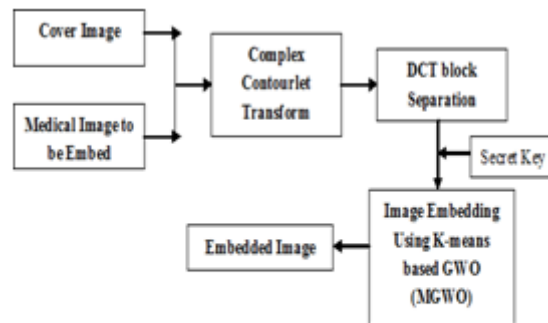 Cover Image
Medical Image to
be Embed
Complex
Contourlet
Transform
DCT block
Separation
Secret Key
Image Embedding
Using K-means
based GWO
(MGWO)
Embedded Image